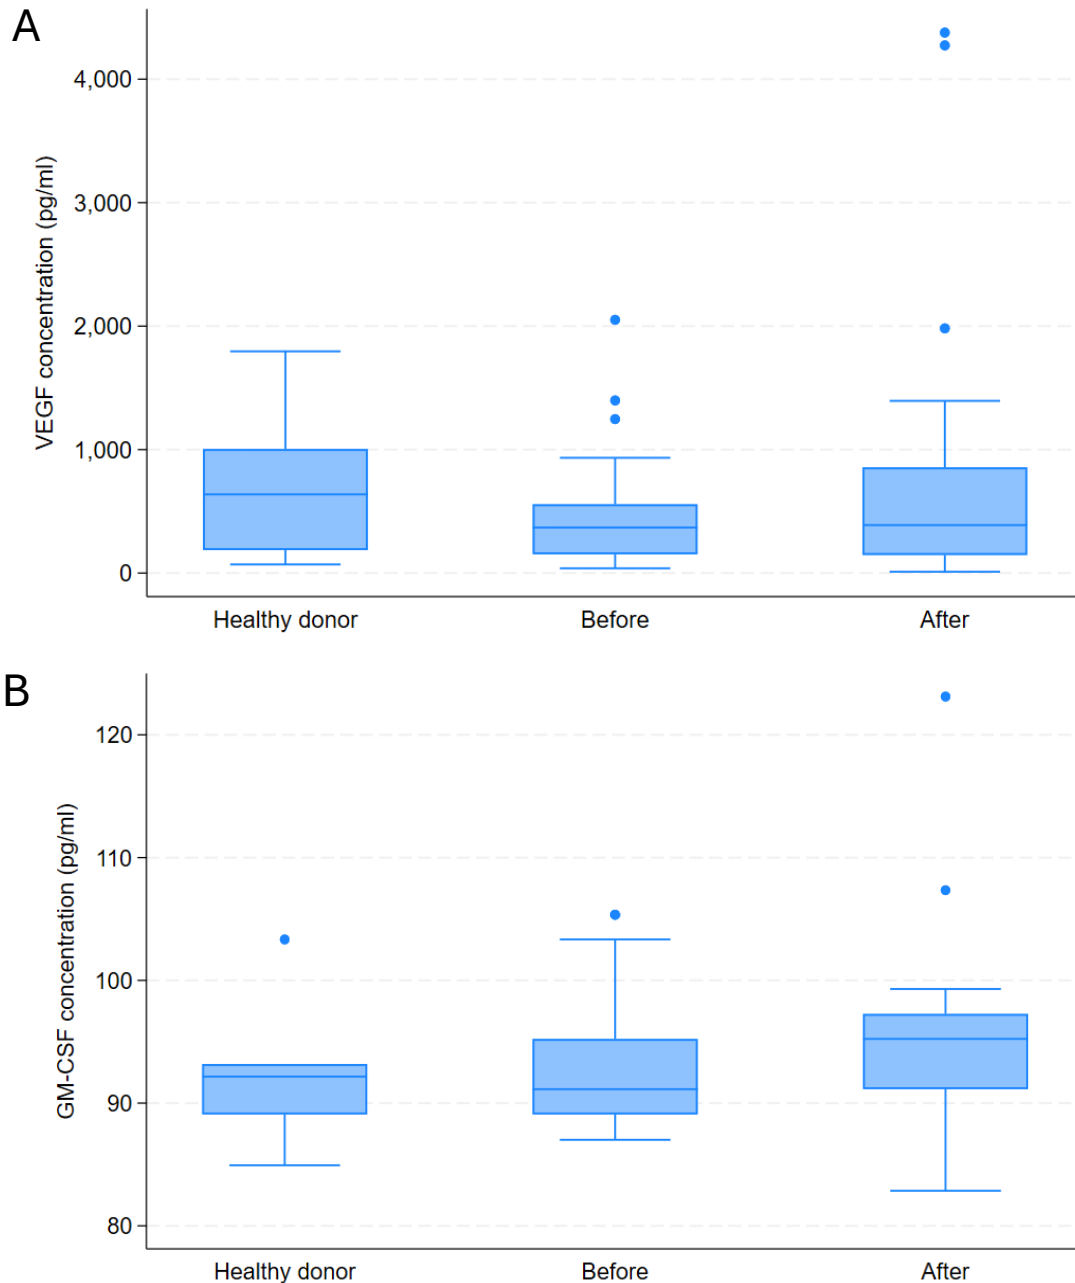 A
VEGF concentration (pg/ml)
4,000
3,000
2,000
1,000
0
Healthy donor Before After
B
GM-CSF concentration (pg/ml)
120
110
100
90
80
Healthy donor Before After